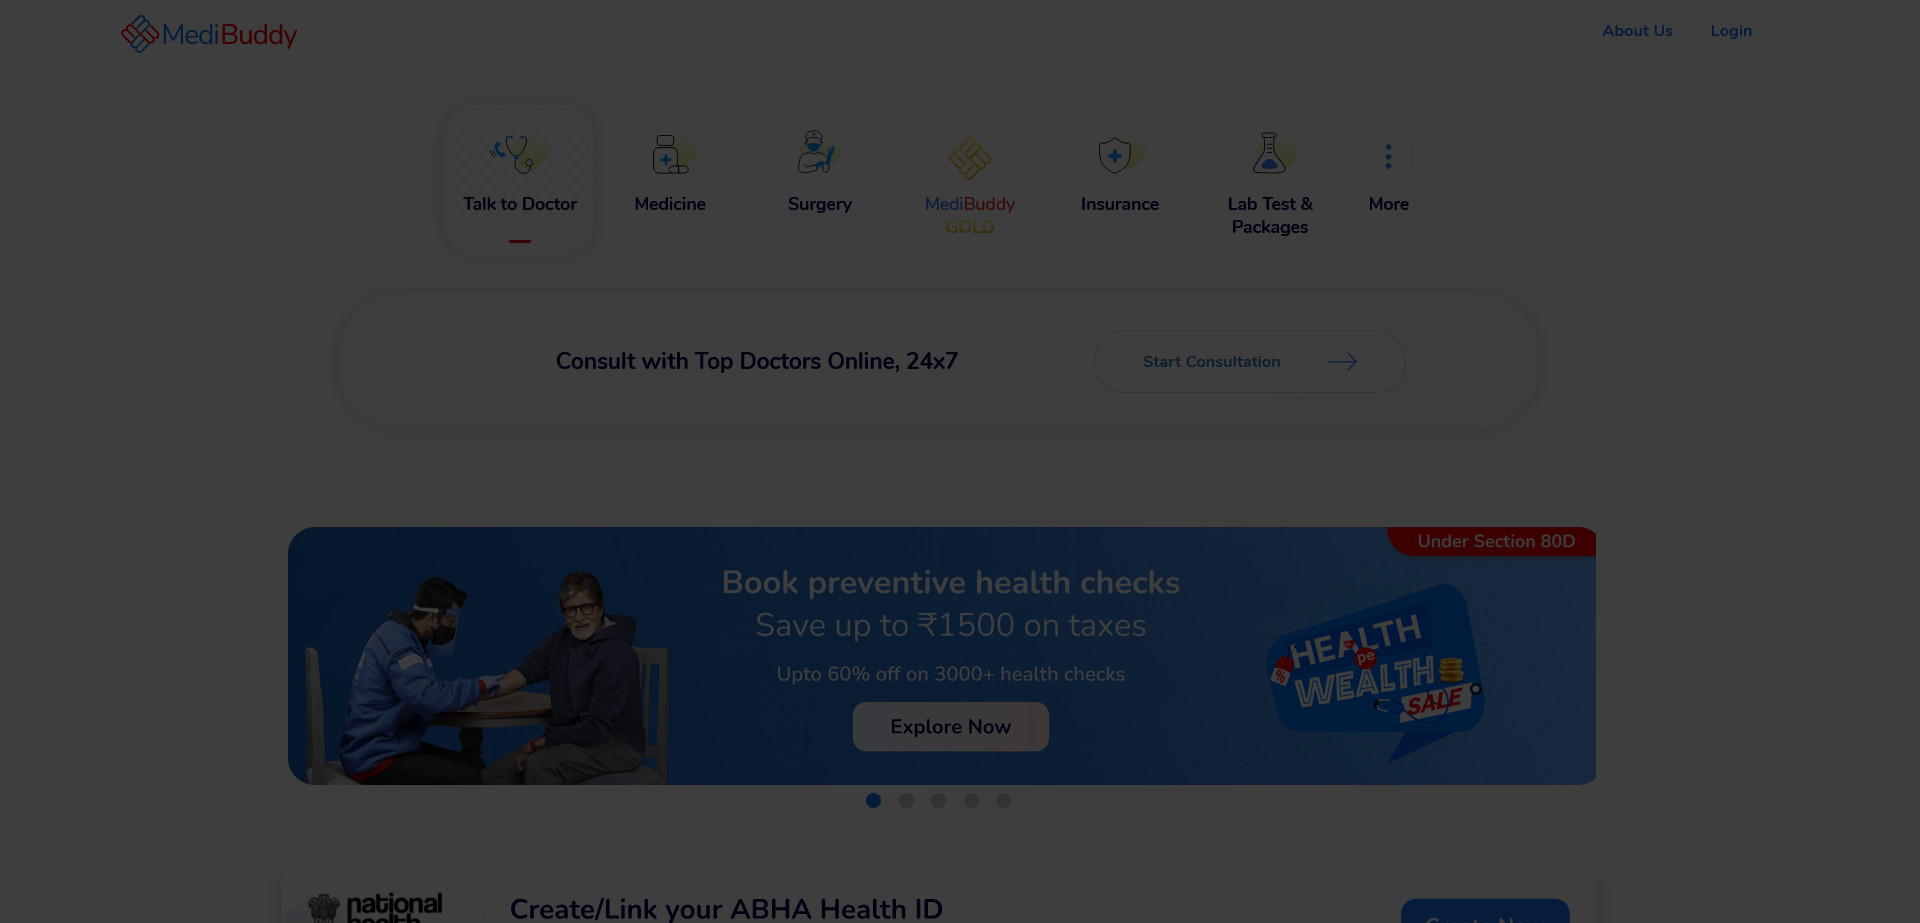 MediBuddy
About Us
Login
Talk to Doctor
Medicine
Surgery
MediBuddy
GOLD
Insurance
Lab Test &
Packages
More
Consult with Top Doctors Online, 24x7
Start Consultation
Under Section 80D
Book preventive health checks
Save up to ₹1500 on taxes
Upto 60% off on 3000+ health checks
Explore Now
HEALTH
pe
WEALTH
%
SALE
national
health
Create/Link your ABHA Health ID